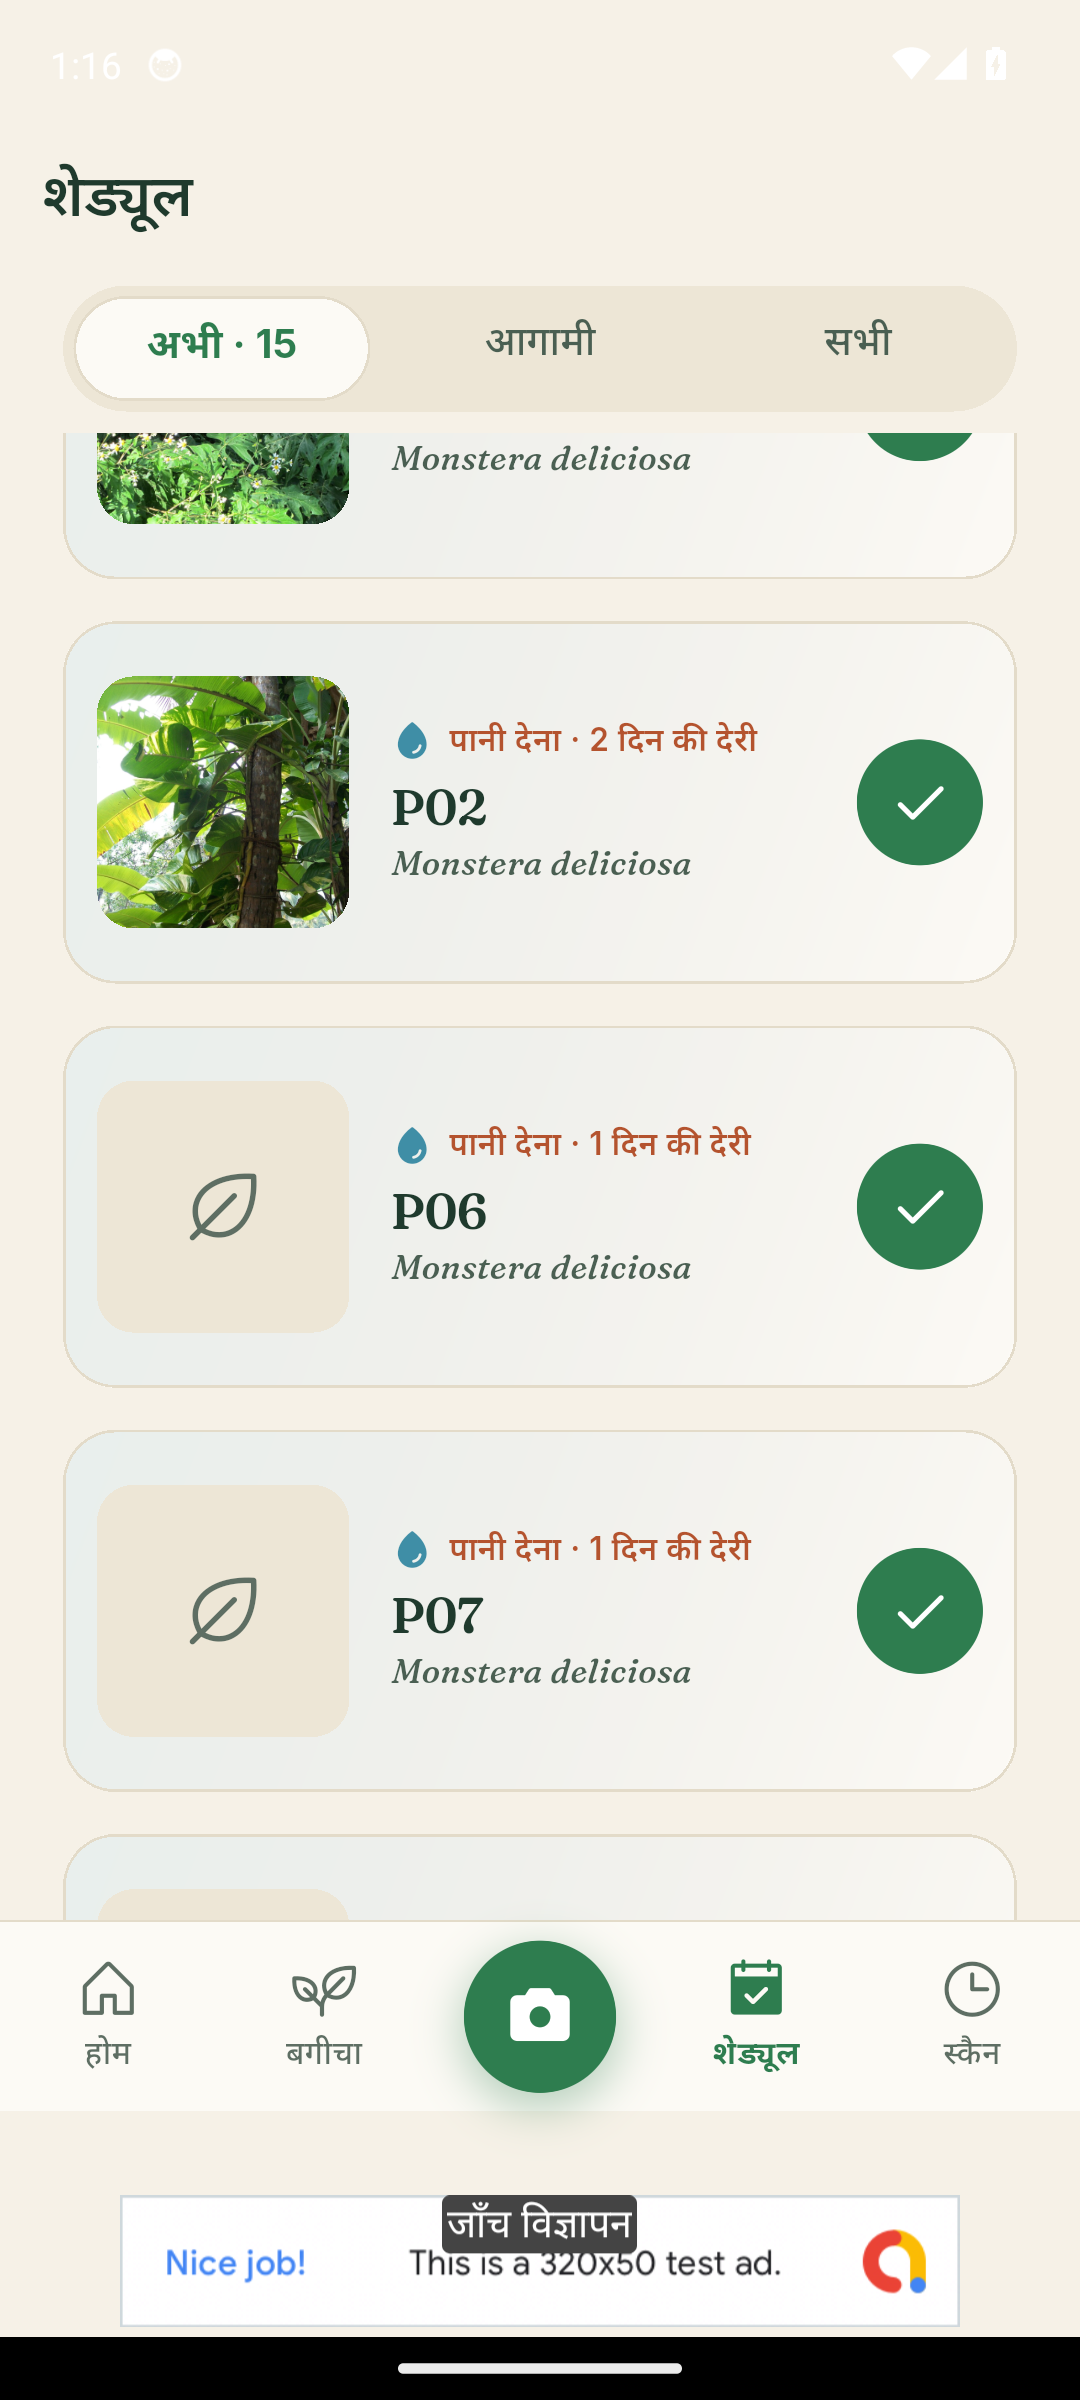 1:16
शेड्यूल
अभी · 15
आगामी
सभी
Monstera deliciosa
पानी देना · 2 दिन की देरी
P02
Monstera deliciosa
पानी देना · 1 दिन की देरी
P06
Monstera deliciosa
पानी देना · 1 दिन की देरी
P07
Monstera deliciosa
होम
बगीचा
शेड्यूल
स्कैन
जाँच विज्ञापन
Nice job!
This is a 320x50 test ad.